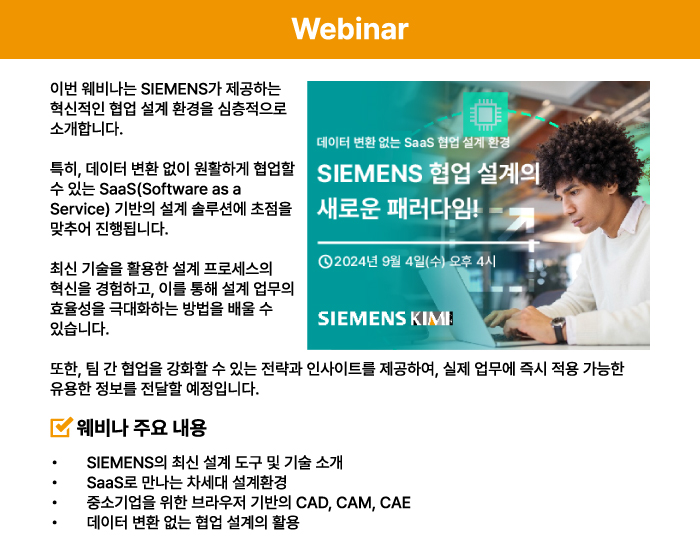 Webinar
이번 웨비나는 SIEMENS가 제공하는
혁신적인 협업 설계 환경을 심층적으로
소개합니다.
특히, 데이터 변환 없이 원활하게 협업할
수 있는 SaaS(Software as a
Service) 기반의 설계 솔루션에 초점을
맞추어 진행됩니다.
최신 기술을 활용한 설계 프로세스의
혁신을 경험하고, 이를 통해 설계 업무의
효율성을 극대화하는 방법을 배울 수
있습니다.
데이터 변환 없는 SaaS 협업 설계 환경
SIEMENS 협업 설계의
새로운 패러다임!
2024년 9월 4일(수) 오후 4시
SIEMENS KIMI
또한, 팀 간 협업을 강화할 수 있는 전략과 인사이트를 제공하여, 실제 업무에 즉시 적용 가능한
유용한 정보를 전달할 예정입니다.
웨비나 주요 내용
• SIEMENS의 최신 설계 도구 및 기술 소개
• SaaS로 만나는 차세대 설계환경
• 중소기업을 위한 브라우저 기반의 CAD, CAM, CAE
• 데이터 변환 없는 협업 설계의 활용